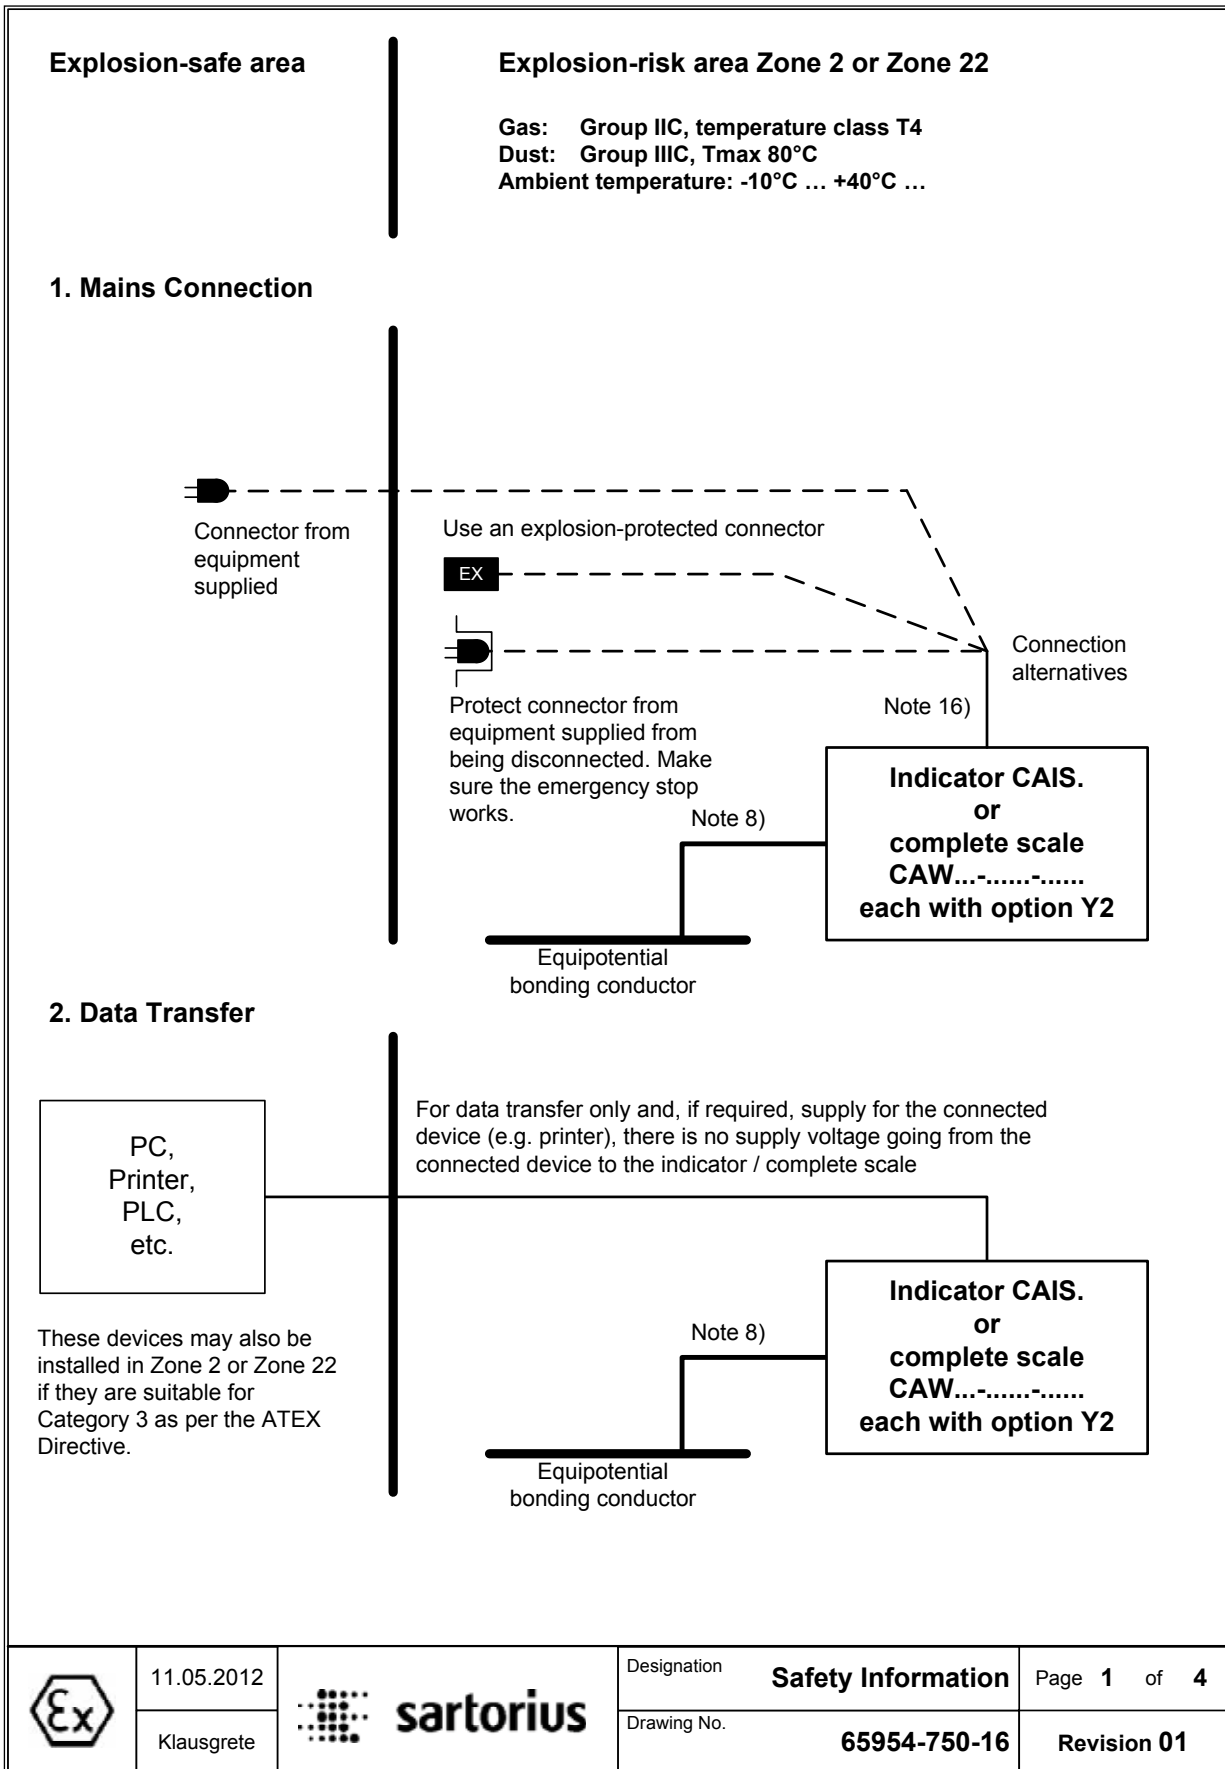 Explosion-safe area
Explosion-risk area Zone 2 or Zone 22
Gas: Group IIC, temperature class T4
Dust: Group IIIC, Tmax 80°C
Ambient temperature: -10°C … +40°C …
1. Mains Connection
Connector from
equipment
supplied
Use an explosion-protected connector
EX
Connection
alternatives
Protect connector from
equipment supplied from
being disconnected. Make
sure the emergency stop
works.
Note 16)
Note 8)
Indicator CAIS.
or
complete scale
CAW...-......-......
each with option Y2
Equipotential
bonding conductor
2. Data Transfer
PC,
Printer,
PLC,
etc.
For data transfer only and, if required, supply for the connected
device (e.g. printer), there is no supply voltage going from the
connected device to the indicator / complete scale
These devices may also be
installed in Zone 2 or Zone 22
if they are suitable for
Category 3 as per the ATEX
Directive.
Note 8)
Indicator CAIS.
or
complete scale
CAW...-......-......
each with option Y2
Equipotential
bonding conductor
Ex
11.05.2012
Klausgrete
sartorius
Designation
Safety Information
Page 1 of 4
Drawing No.
65954-750-16
Revision 01